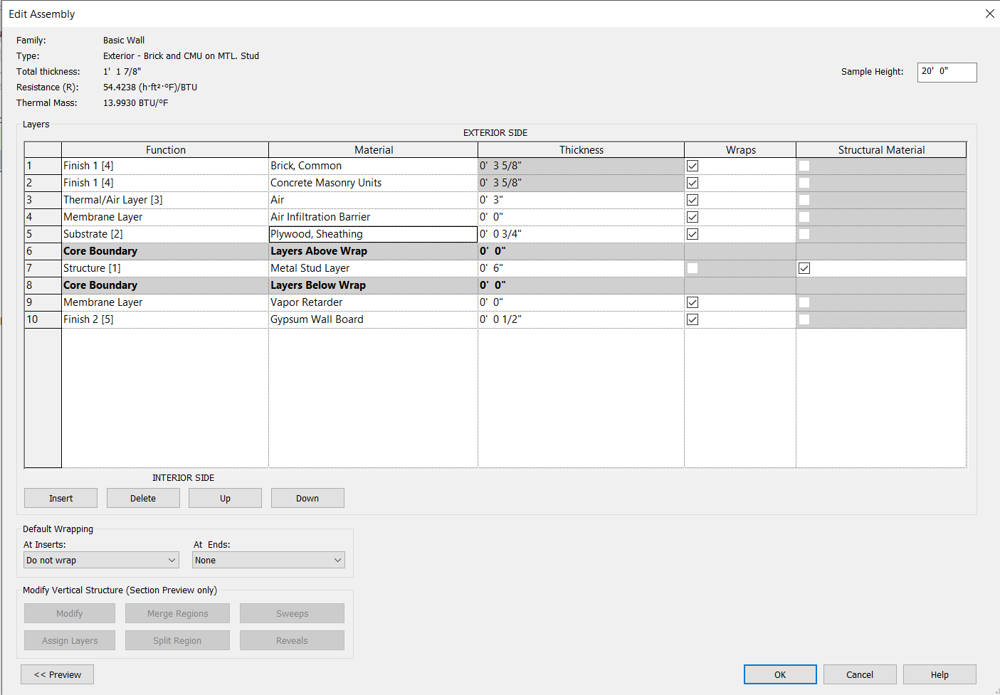 Edit Assembly
Family: Basic Wall
Type: Exterior - Brick and CMU on MTL. Stud
Total thickness: 1'  1 7/8"
Sample Height: 20'  0"
Resistance (R): 54.4238 (h·ft²·°F)/BTU
Thermal Mass: 13.9930 BTU/°F
Layers
EXTERIOR SIDE
Function Material Thickness Wraps Structural Material
1 Finish 1 [4] Brick, Common 0'  3 5/8"
2 Finish 1 [4] Concrete Masonry Units 0'  3 5/8"
3 Thermal/Air Layer [3] Air 0'  3"
4 Membrane Layer Air Infiltration Barrier 0'  0"
5 Substrate [2] Plywood, Sheathing 0'  0 3/4"
6 Core Boundary Layers Above Wrap 0'  0"
7 Structure [1] Metal Stud Layer 0'  6"
8 Core Boundary Layers Below Wrap 0'  0"
9 Membrane Layer Vapor Retarder 0'  0"
10 Finish 2 [5] Gypsum Wall Board 0'  0 1/2"
INTERIOR SIDE
Insert Delete Up Down
Default Wrapping
At Inserts: At  Ends:
Do not wrap None
Modify Vertical Structure (Section Preview only)
Modify Merge Regions Sweeps
Assign Layers Split Region Reveals
<< Preview OK Cancel Help